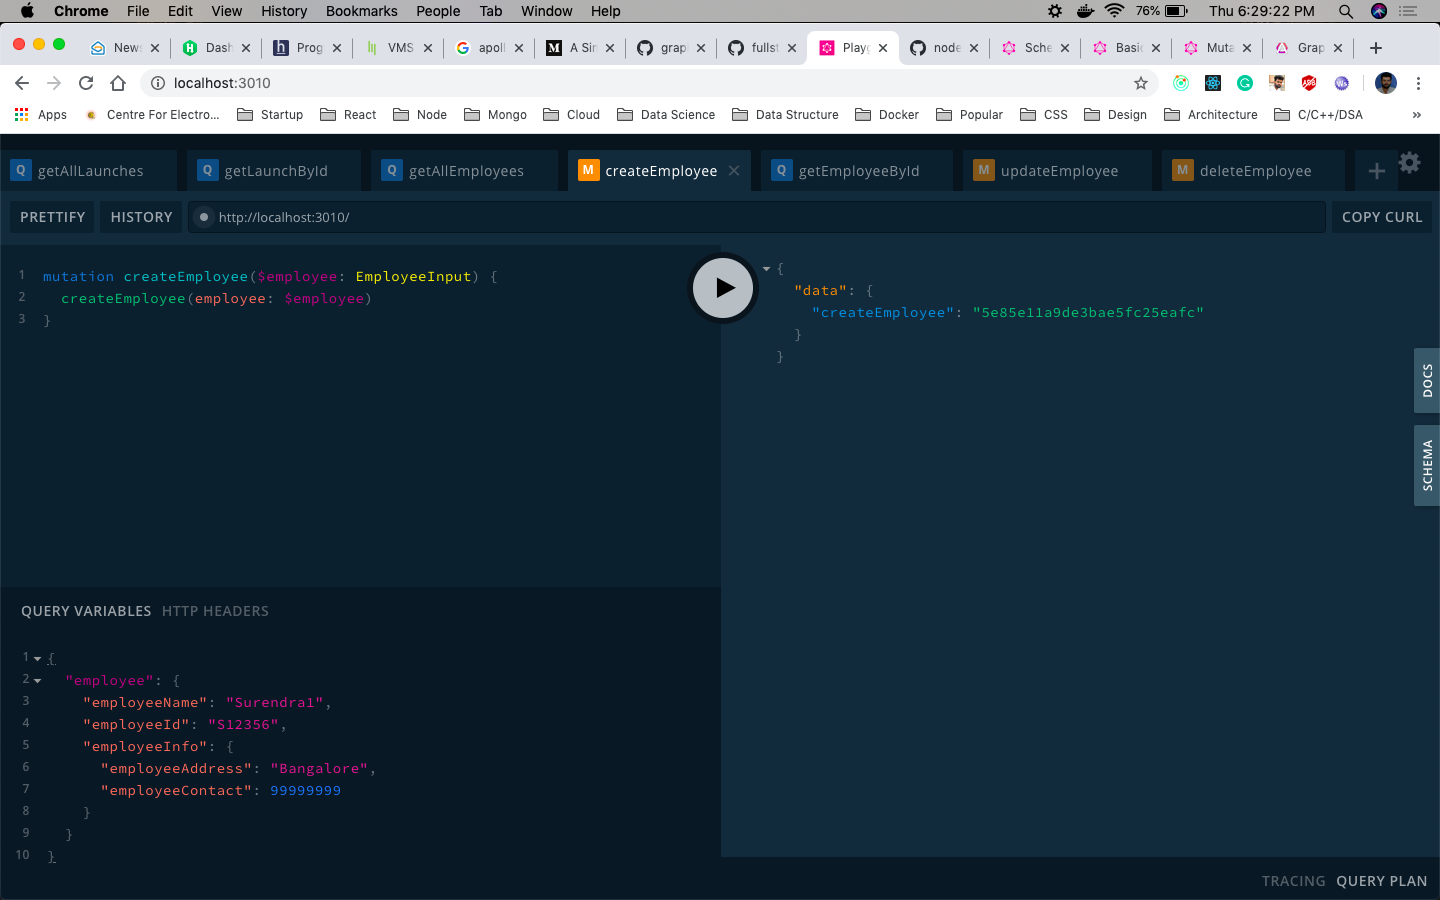 Chrome File Edit View History Bookmarks People Tab Window Help 76% Thu 6:29:22 PM
News Dash Prog VMS apoll A Sin grap fullst Playg node Sche Basic Muta Grap
localhost:3010
Apps Centre For Electro... Startup React Node Mongo Cloud Data Science Data Structure Docker Popular CSS Design Architecture C/C++/DSA »
Q getAllLaunches Q getLaunchById Q getAllEmployees M createEmployee Q getEmployeeById M updateEmployee M deleteEmployee
PRETTIFY HISTORY http://localhost:3010/ COPY CURL
1 mutation createEmployee($employee: EmployeeInput) {
2 createEmployee(employee: $employee)
3 }
{
"data": {
"createEmployee": "5e85e11a9de3bae5fc25eafc"
}
}
DOCS
SCHEMA
QUERY VARIABLES HTTP HEADERS
1 {
2 "employee": {
3 "employeeName": "Surendra1",
4 "employeeId": "S12356",
5 "employeeInfo": {
6 "employeeAddress": "Bangalore",
7 "employeeContact": 99999999
8 }
9 }
10 }
TRACING QUERY PLAN